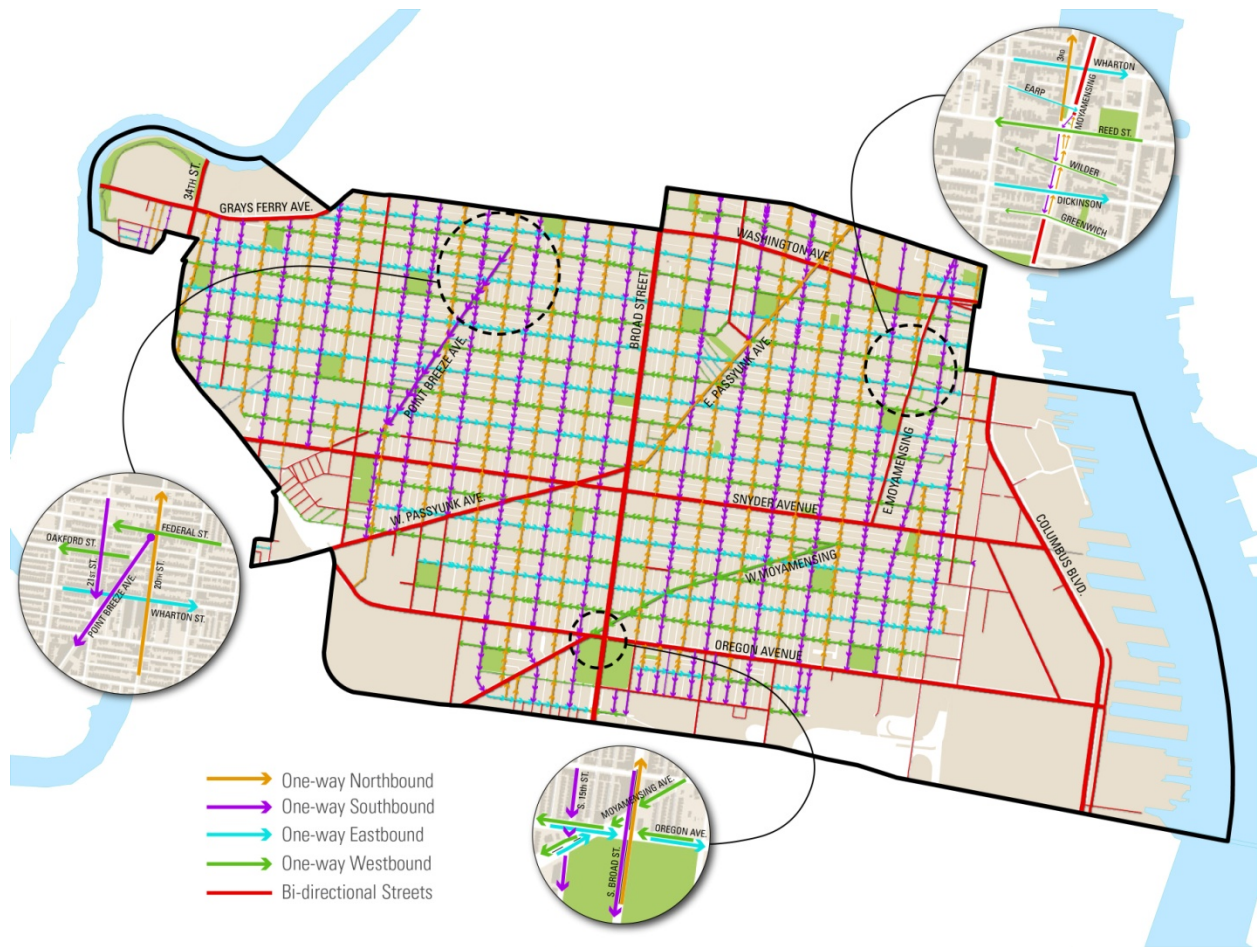 3RD
WHARTON
EARP
MOYAMENSING
REED ST.
WILDER
DICKINSON
GREENWICH
34TH ST.
GRAYS FERRY AVE.
WASHINGTON AVE.
BROAD STREET
POINT BREEZE AVE.
E. PASSYUNK AVE.
E. MOYAMENSING
W. PASSYUNK AVE.
SNYDER AVENUE
COLUMBUS BLVD.
W. MOYAMENSING
OREGON AVENUE
FEDERAL ST.
OAKFORD ST.
21ST ST.
20TH ST.
POINT BREEZE AVE.
WHARTON ST.
S. 15TH ST.
MOYAMENSING AVE.
OREGON AVE.
S. BROAD ST.
One-way Northbound
One-way Southbound
One-way Eastbound
One-way Westbound
Bi-directional Streets